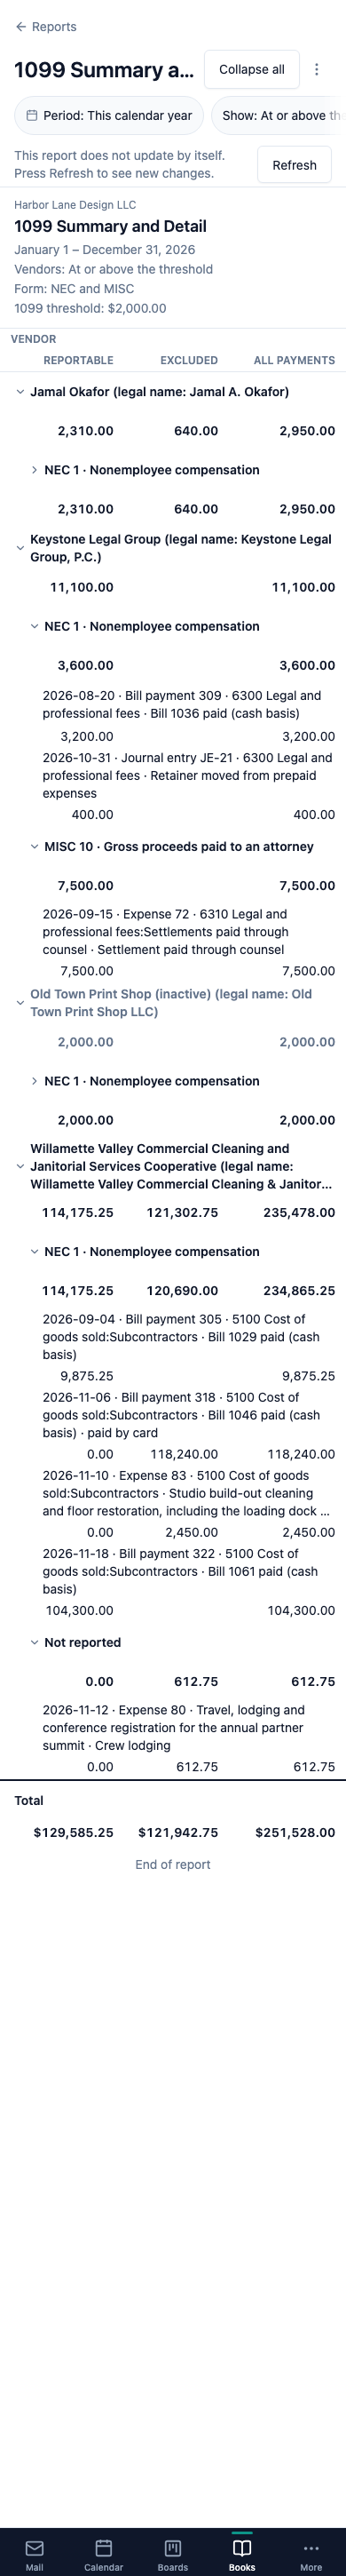 Reports
1099 Summary a...
Collapse all
Period: This calendar year
Show: At or above the
This report does not update by itself.
Press Refresh to see new changes.
Refresh
Harbor Lane Design LLC
1099 Summary and Detail
January 1 – December 31, 2026
Vendors: At or above the threshold
Form: NEC and MISC
1099 threshold: $2,000.00
VENDOR
REPORTABLE EXCLUDED ALL PAYMENTS
Jamal Okafor (legal name: Jamal A. Okafor)
2,310.00 640.00 2,950.00
NEC 1 · Nonemployee compensation
2,310.00 640.00 2,950.00
Keystone Legal Group (legal name: Keystone Legal
Group, P.C.)
11,100.00 11,100.00
NEC 1 · Nonemployee compensation
3,600.00 3,600.00
2026-08-20 · Bill payment 309 · 6300 Legal and
professional fees · Bill 1036 paid (cash basis)
3,200.00 3,200.00
2026-10-31 · Journal entry JE-21 · 6300 Legal and
professional fees · Retainer moved from prepaid
expenses
400.00 400.00
MISC 10 · Gross proceeds paid to an attorney
7,500.00 7,500.00
2026-09-15 · Expense 72 · 6310 Legal and
professional fees:Settlements paid through
counsel · Settlement paid through counsel
7,500.00 7,500.00
Old Town Print Shop (inactive) (legal name: Old
Town Print Shop LLC)
2,000.00 2,000.00
NEC 1 · Nonemployee compensation
2,000.00 2,000.00
Willamette Valley Commercial Cleaning and
Janitorial Services Cooperative (legal name:
Willamette Valley Commercial Cleaning & Janitor...
114,175.25 121,302.75 235,478.00
NEC 1 · Nonemployee compensation
114,175.25 120,690.00 234,865.25
2026-09-04 · Bill payment 305 · 5100 Cost of
goods sold:Subcontractors · Bill 1029 paid (cash
basis)
9,875.25 9,875.25
2026-11-06 · Bill payment 318 · 5100 Cost of
goods sold:Subcontractors · Bill 1046 paid (cash
basis) · paid by card
0.00 118,240.00 118,240.00
2026-11-10 · Expense 83 · 5100 Cost of goods
sold:Subcontractors · Studio build-out cleaning
and floor restoration, including the loading dock ...
0.00 2,450.00 2,450.00
2026-11-18 · Bill payment 322 · 5100 Cost of
goods sold:Subcontractors · Bill 1061 paid (cash
basis)
104,300.00 104,300.00
Not reported
0.00 612.75 612.75
2026-11-12 · Expense 80 · Travel, lodging and
conference registration for the annual partner
summit · Crew lodging
0.00 612.75 612.75
Total
$129,585.25 $121,942.75 $251,528.00
End of report
Mail Calendar Boards Books More